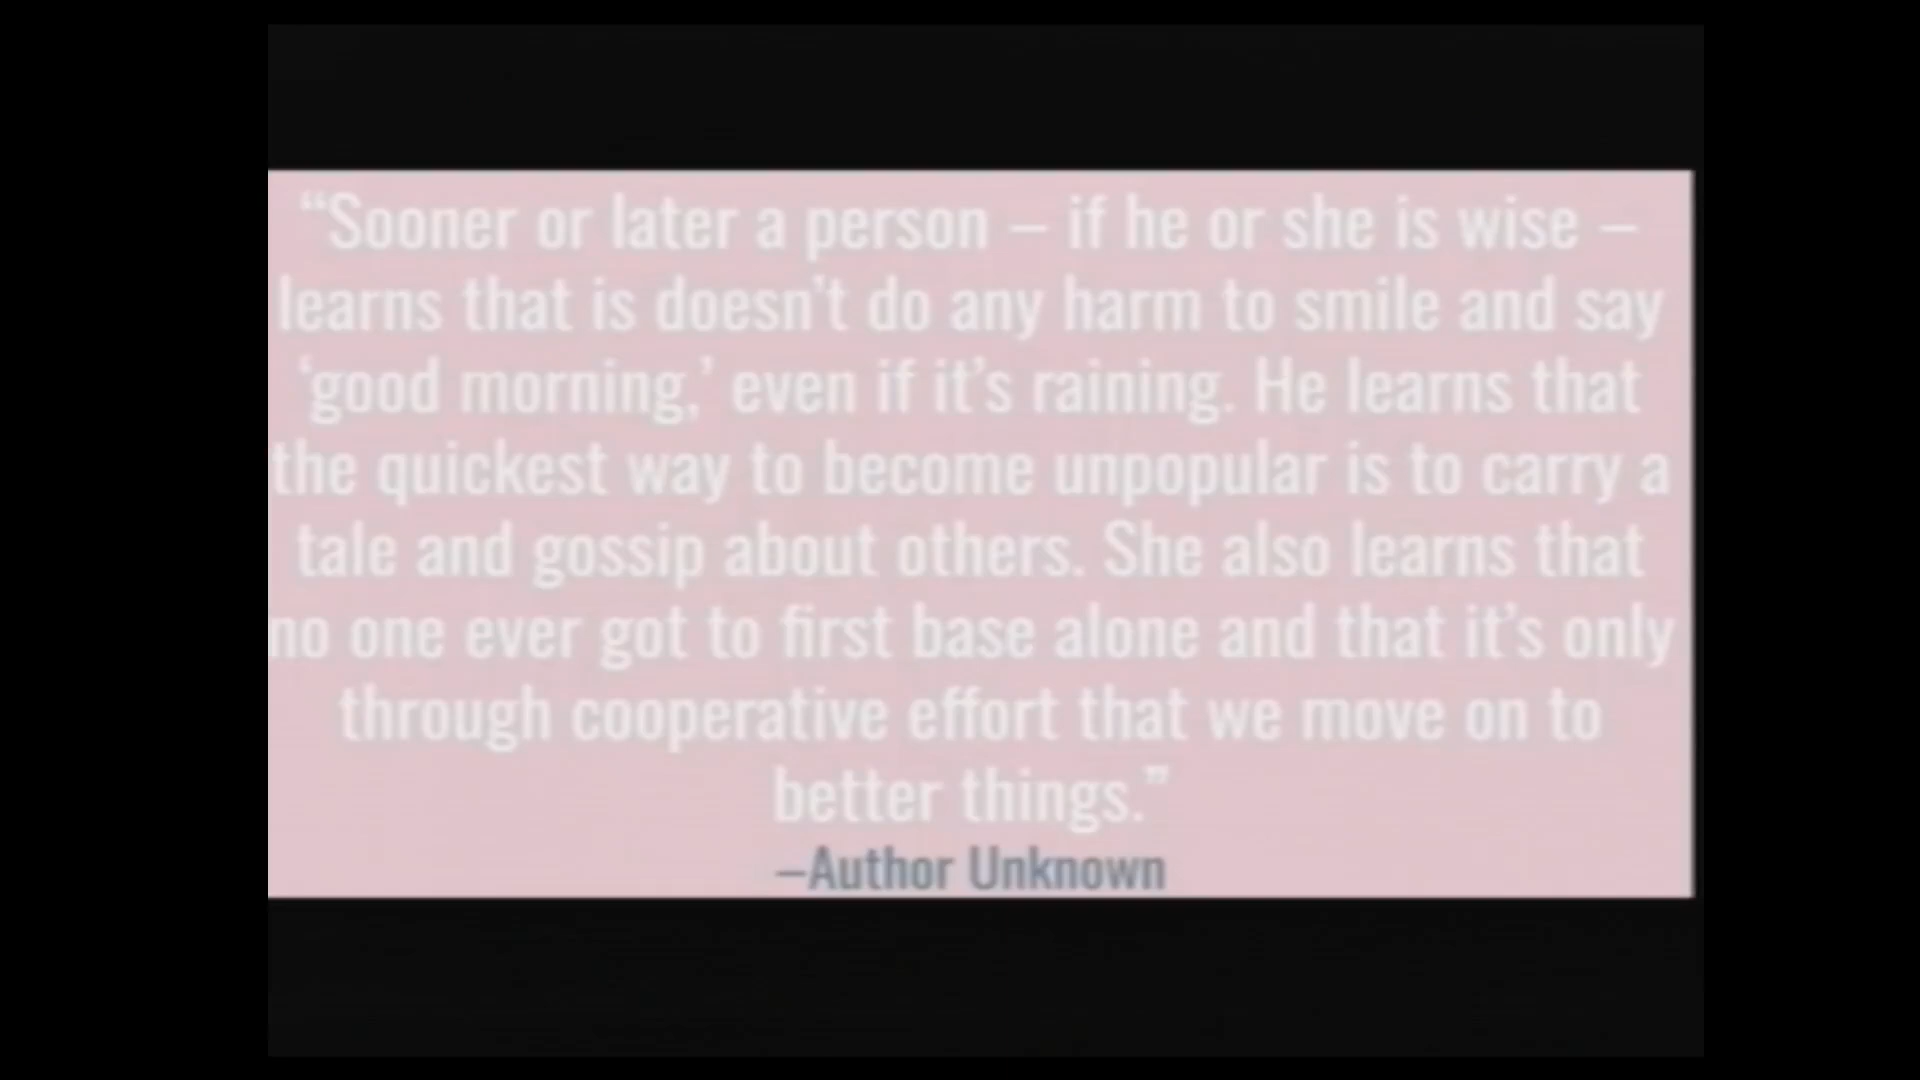 “Sooner or later a person – if he or she is wise –
learns that is doesn’t do any harm to smile and say
‘good morning,’ even if it’s raining. He learns that
the quickest way to become unpopular is to carry a
tale and gossip about others. She also learns that
no one ever got to first base alone and that it’s only
through cooperative effort that we move on to
better things.”
–Author Unknown